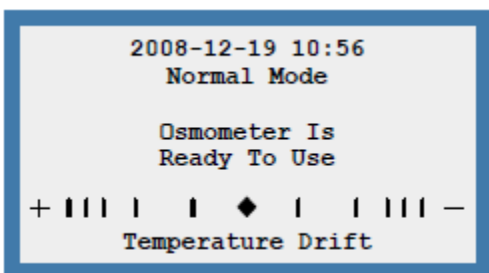 2008-12-19 10:56
Normal Mode
Osmometer Is
Ready To Use
+ −
Temperature Drift